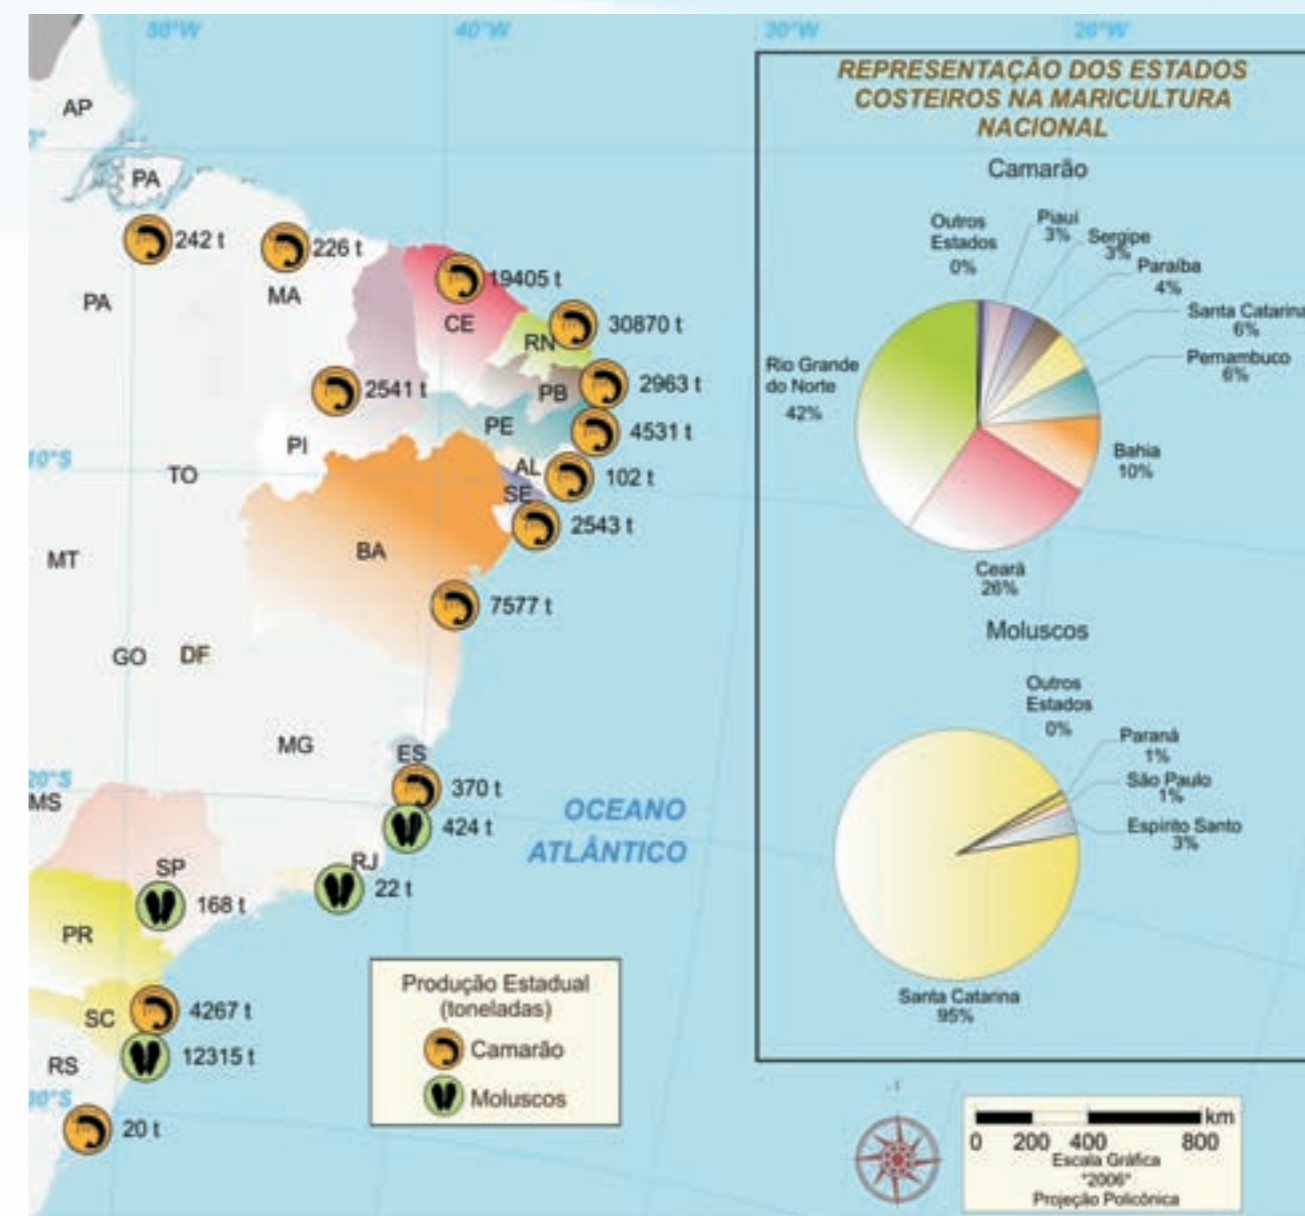 50°W
40°W
30°W
20°W
AP
0°
PA
242 t
226 t
PA
MA
19405 t
CE
30870 t
RN
2541 t
PB
2963 t
PE
4531 t
PI
10°S
TO
AL
102 t
SE
2543 t
BA
MT
7577 t
GO
DF
MG
ES
20°S
MS
370 t
424 t
OCEANO
ATLÂNTICO
SP
RJ
22 t
168 t
PR
SC
4267 t
12315 t
RS
30°S
20 t
Produção Estadual
(toneladas)
Camarão
Moluscos
REPRESENTAÇÃO DOS ESTADOS
COSTEIROS NA MARICULTURA
NACIONAL
Camarão
Outros
Estados
0%
Piauí
3%
Sergipe
3%
Paraíba
4%
Santa Catarina
6%
Pernambuco
6%
Rio Grande
do Norte
42%
Bahia
10%
Ceará
26%
Moluscos
Outros
Estados
0%
Paraná
1%
São Paulo
1%
Espirito Santo
3%
Santa Catarina
95%
km
0 200 400 800
Escala Gráfica
"2006"
Projeção Policônica